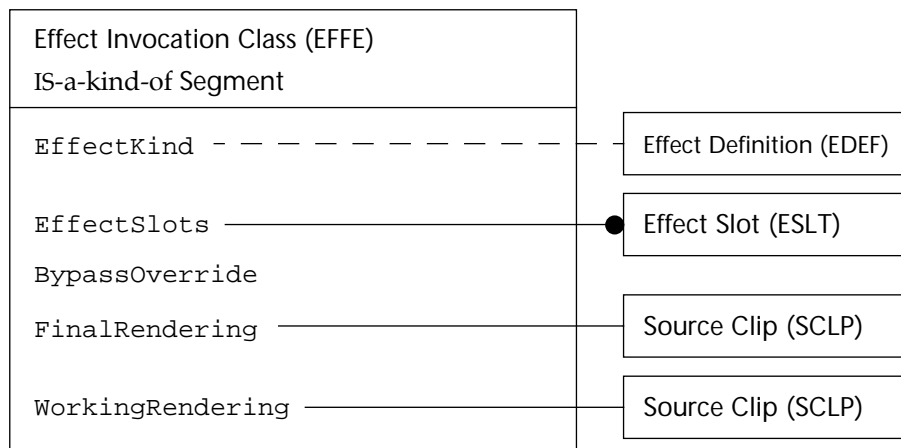 Effect Invocation Class (EFFE)
IS-a-kind-of Segment
EffectKind
Effect Definition (EDEF)
EffectSlots
Effect Slot (ESLT)
BypassOverride
FinalRendering
Source Clip (SCLP)
WorkingRendering
Source Clip (SCLP)